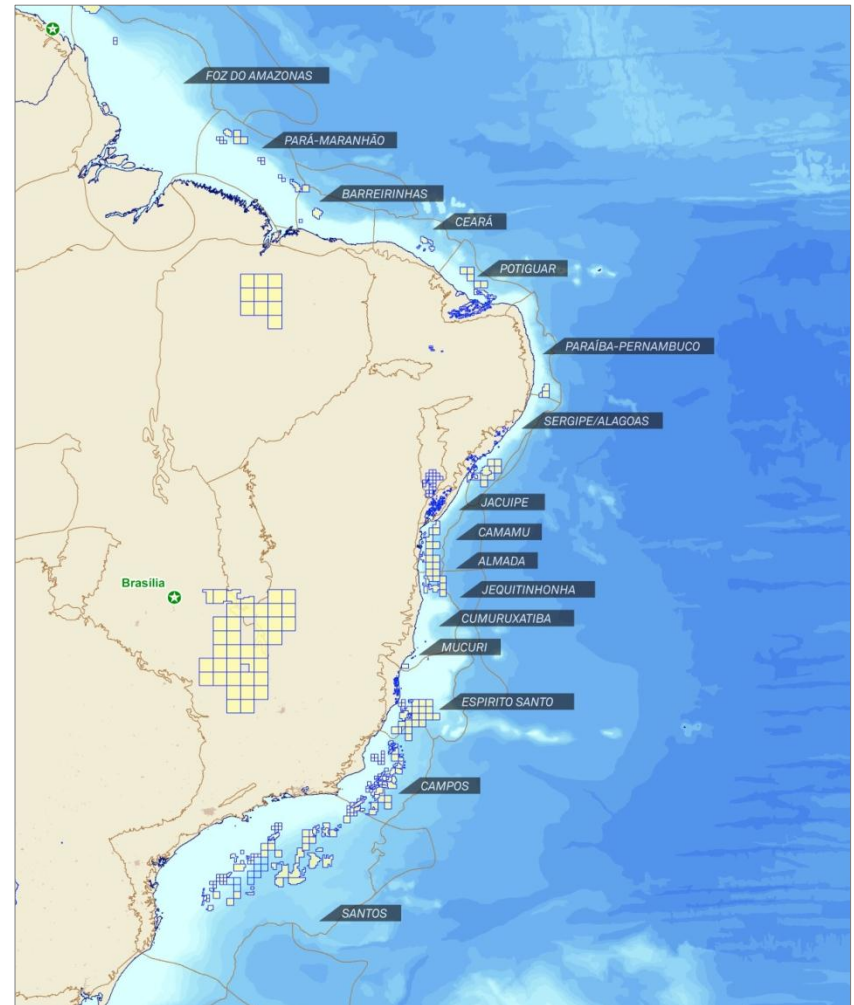 FOZ DO AMAZONAS
PARÁ-MARANHÃO
BARREIRINHAS
CEARÁ
POTIGUAR
PARAÍBA-PERNAMBUCO
SERGIPE/ALAGOAS
JACUIPE
CAMAMU
ALMADA
Brasília
JEQUITINHONHA
CUMURUXATIBA
MUCURI
ESPIRITO SANTO
CAMPOS
SANTOS